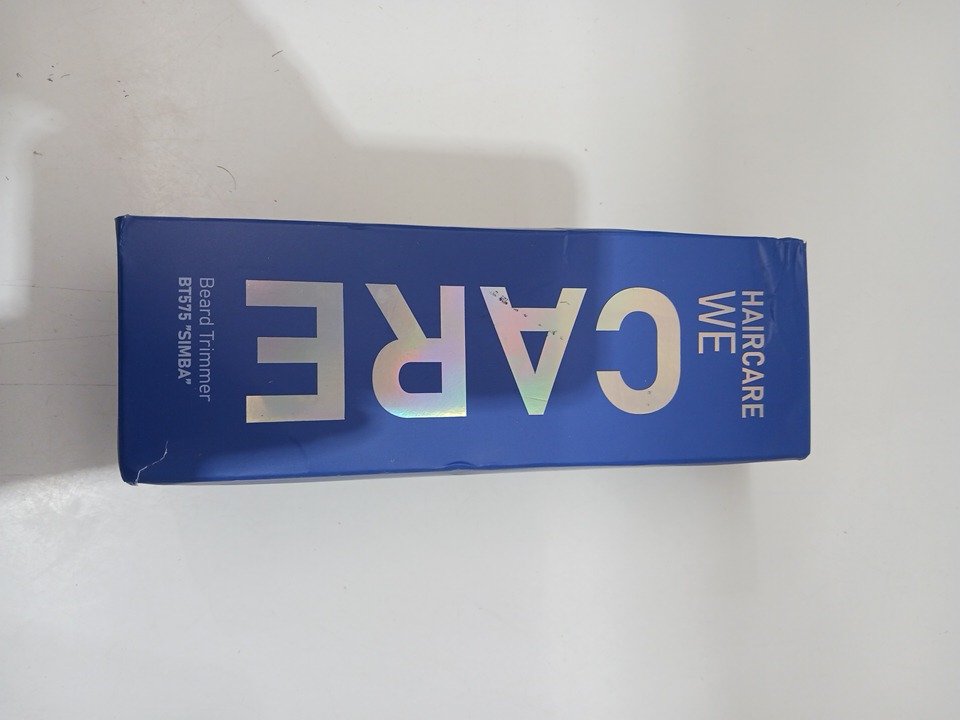 HAIRCARE
WE
CARE
Beard Trimmer
BT575 "SIMBA"